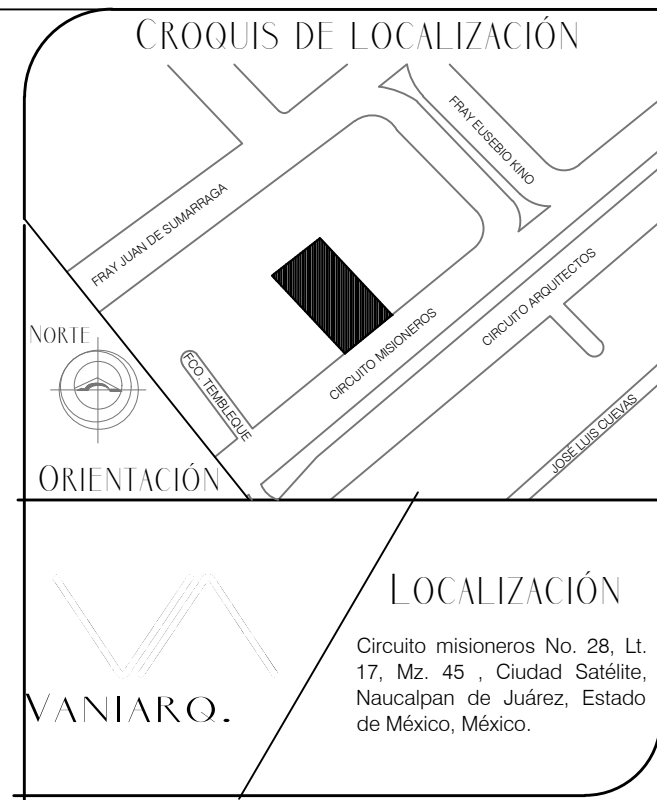 CROQUIS DE LOCALIZACIÓN
FRAY EUSEBIO KINO
FRAY JUAN DE SUMARRAGA
CIRCUITO ARQUITECTOS
CIRCUITO MISIONEROS
NORTE
FCO. TEMBLEQUE
JOSÉ LUIS CUEVAS
ORIENTACIÓN
VANIARQ.
LOCALIZACIÓN
Circuito misioneros No. 28, Lt.
17, Mz. 45 , Ciudad Satélite,
Naucalpan de Juárez, Estado
de México, México.